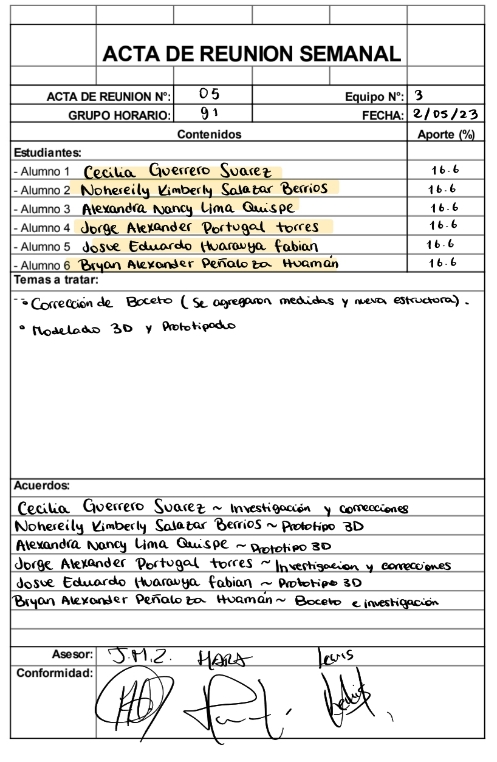 ACTA DE REUNION SEMANAL
ACTA DE REUNION N°: 05 Equipo N°: 3
GRUPO HORARIO: 91 FECHA: 2/05/23
Contenidos Aporte (%)
Estudiantes:
- Alumno 1 Cecilia Guerrero Suarez 16.6
- Alumno 2 Nohereily Kimberly Salazar Berrios 16.6
- Alumno 3 Alexandra Nancy Lima Quispe 16.6
- Alumno 4 Jorge Alexander Portugal torres 16.6
- Alumno 5 Josue Eduardo Huarauya fabian 16.6
- Alumno 6 Bryan Alexander Peñaloza Huamán 16.6
Temas a tratar:
- • Corrección de Boceto (Se agregaron medidas y nueva estructura).
• Modelado 3D y Prototipado
Acuerdos:
Cecilia Guerrero Suarez ~ Investigación y correcciones
Nohereily Kimberly Salazar Berrios ~ Prototipo 3D
Alexandra Nancy Lima Quispe ~ Prototipo 3D
Jorge Alexander Portugal torres ~ Investigacion y correcciones
Josue Eduardo Huarauya fabian ~ Prototipo 3D
Bryan Alexander Peñaloza Huamán ~ Boceto e investigación
Asesor: J.M.Z.
Conformidad: